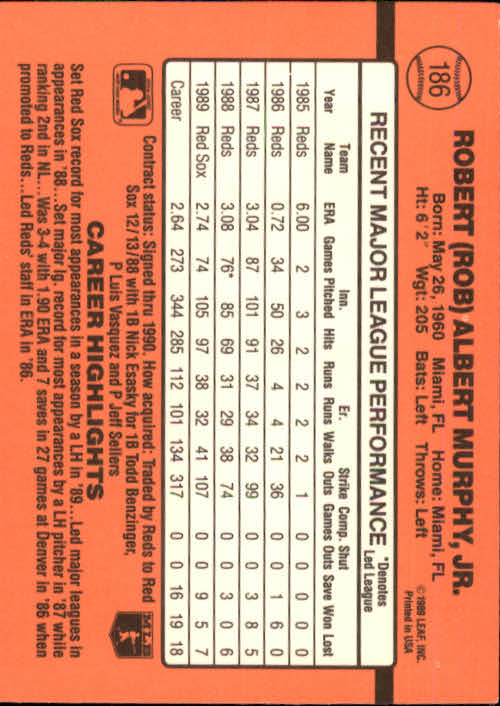 186
ROBERT (ROB) ALBERT MURPHY, JR.
Born: May 26, 1960 Miami, FL Home: Miami, FL
Ht: 6'2" Wgt: 205 Bats: Left Throws: Left
© 1989 LEAF, INC.
Printed in USA
RECENT MAJOR LEAGUE PERFORMANCE
*Denotes
Led League
Team Inn. Er. Strike Comp. Shut
Year Name ERA Games Pitched Hits Runs Runs Walks Outs Games Outs Save Won Lost
1985 Reds 6.00 2 3 2 2 2 2 1 0 0 0 0 0
1986 Reds 0.72 34 50 26 4 4 21 36 0 0 1 6 0
1987 Reds 3.04 87 101 91 37 34 32 99 0 0 3 8 5
1988 Reds 3.08 76* 85 69 31 29 38 74 0 0 3 0 6
1989 Red Sox 2.74 74 105 97 38 32 41 107 0 0 9 5 7
Career 2.64 273 344 285 112 101 134 317 0 0 16 19 18
Contract status: Signed thru 1990. How acquired: Traded by Reds to Red
Sox 12/13/88 with 1B Nick Esasky for 1B Todd Benzinger,
P Luis Vasquez and P Jeff Sellers
MLB
CAREER HIGHLIGHTS
Set Red Sox record for most appearances in a season by a LH in '89...Led major leagues in
appearances in '88...Set major lg. record for most appearances by a LH pitcher in '87 while
ranking 2nd in NL...Was 3-4 with 1.90 ERA and 7 saves in 27 games at Denver in '86 when
promoted to Reds...Led Reds' staff in ERA in '86.